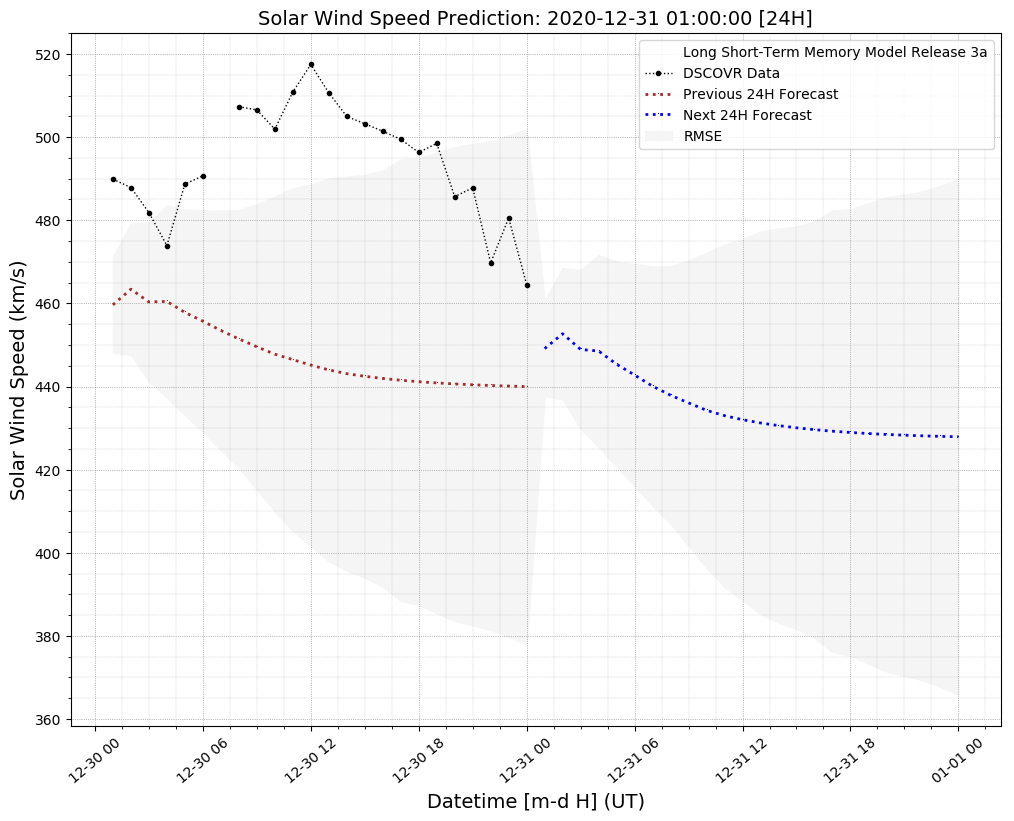 Solar Wind Speed Prediction: 2020-12-31 01:00:00 [24H]
Long Short-Term Memory Model Release 3a
DSCOVR Data
Previous 24H Forecast
Next 24H Forecast
RMSE
Solar Wind Speed (km/s)
520
500
480
460
440
420
400
380
360
12-30 00
12-30 06
12-30 12
12-30 18
12-31 00
12-31 06
12-31 12
12-31 18
01-01 00
Datetime [m-d H] (UT)